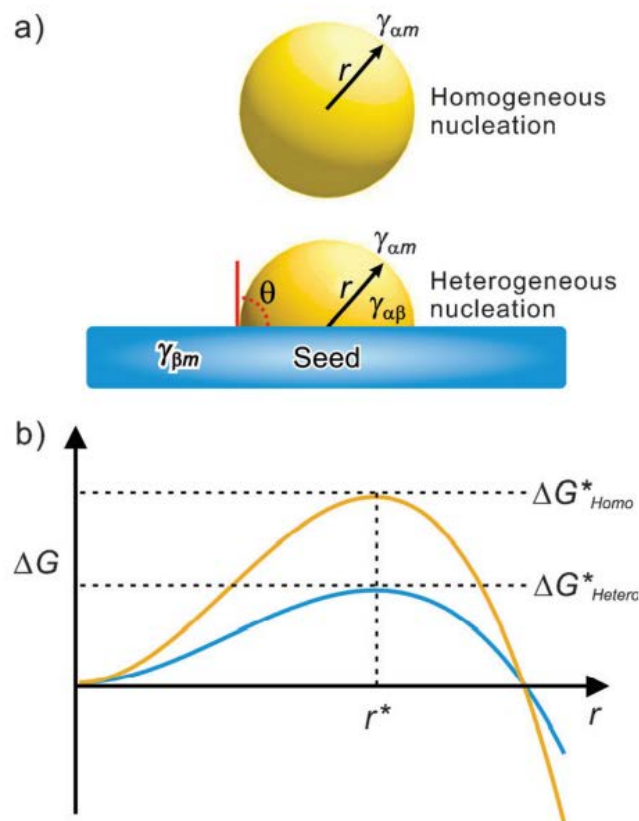 a)
γαm
r
Homogeneous
nucleation
γαm
θ
r
γαβ
Heterogeneous
nucleation
γβm
Seed
b)
ΔG*Homo
ΔG
ΔG*Hetero
r*
r